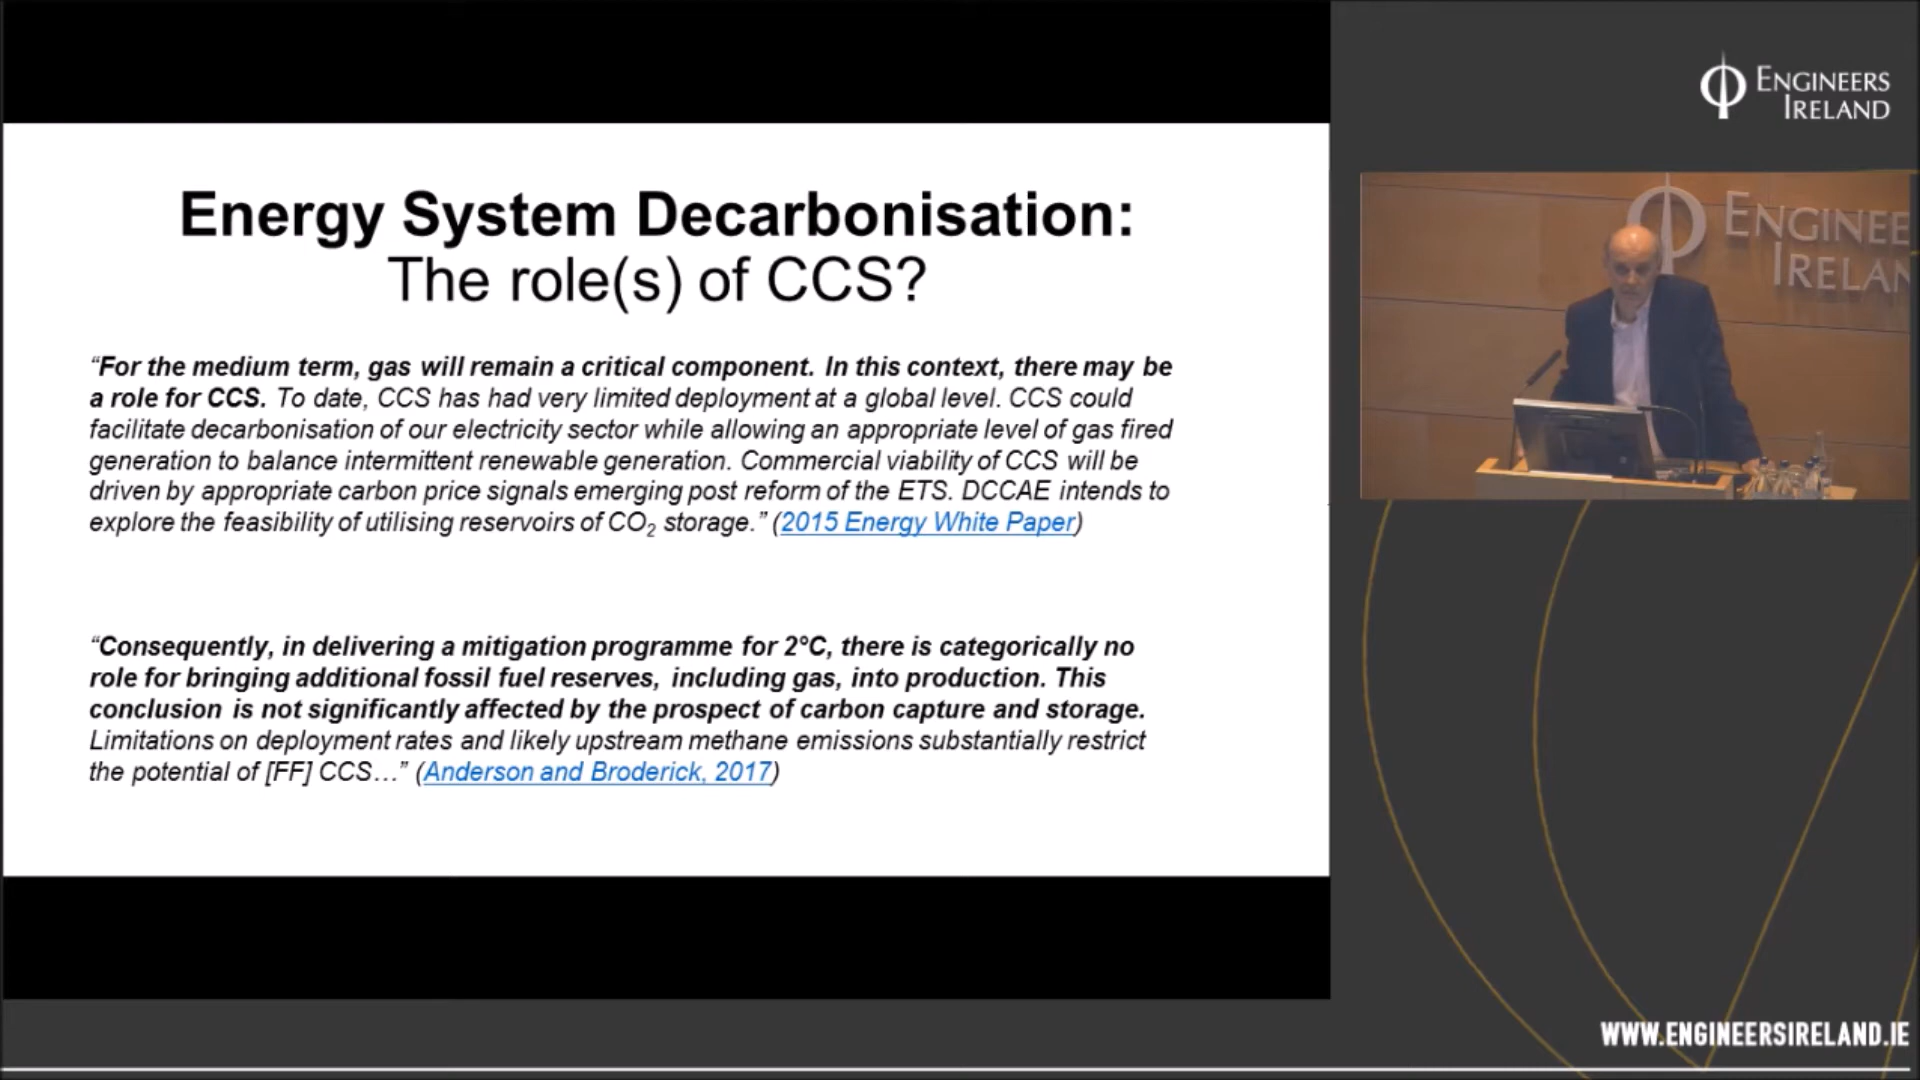 Energy System Decarbonisation:
The role(s) of CCS?
“For the medium term, gas will remain a critical component. In this context, there may be
a role for CCS. To date, CCS has had very limited deployment at a global level. CCS could
facilitate decarbonisation of our electricity sector while allowing an appropriate level of gas fired
generation to balance intermittent renewable generation. Commercial viability of CCS will be
driven by appropriate carbon price signals emerging post reform of the ETS. DCCAE intends to
explore the feasibility of utilising reservoirs of CO₂ storage.” (2015 Energy White Paper)
“Consequently, in delivering a mitigation programme for 2°C, there is categorically no
role for bringing additional fossil fuel reserves, including gas, into production. This
conclusion is not significantly affected by the prospect of carbon capture and storage.
Limitations on deployment rates and likely upstream methane emissions substantially restrict
the potential of [FF] CCS…” (Anderson and Broderick, 2017)
ENGINEERS
IRELAND
ENGINEE
IRELAN
WWW.ENGINEERSIRELAND.IE